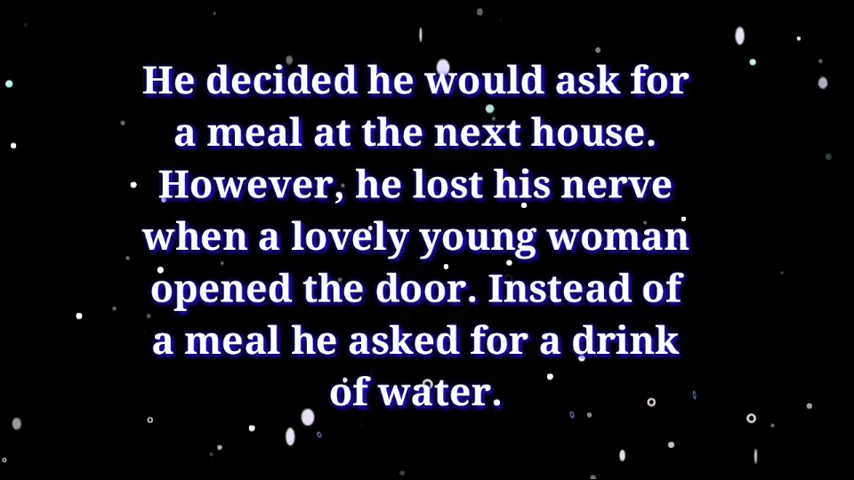 He decided he would ask for
a meal at the next house.
However, he lost his nerve
when a lovely young woman
opened the door. Instead of
a meal he asked for a drink
of water.